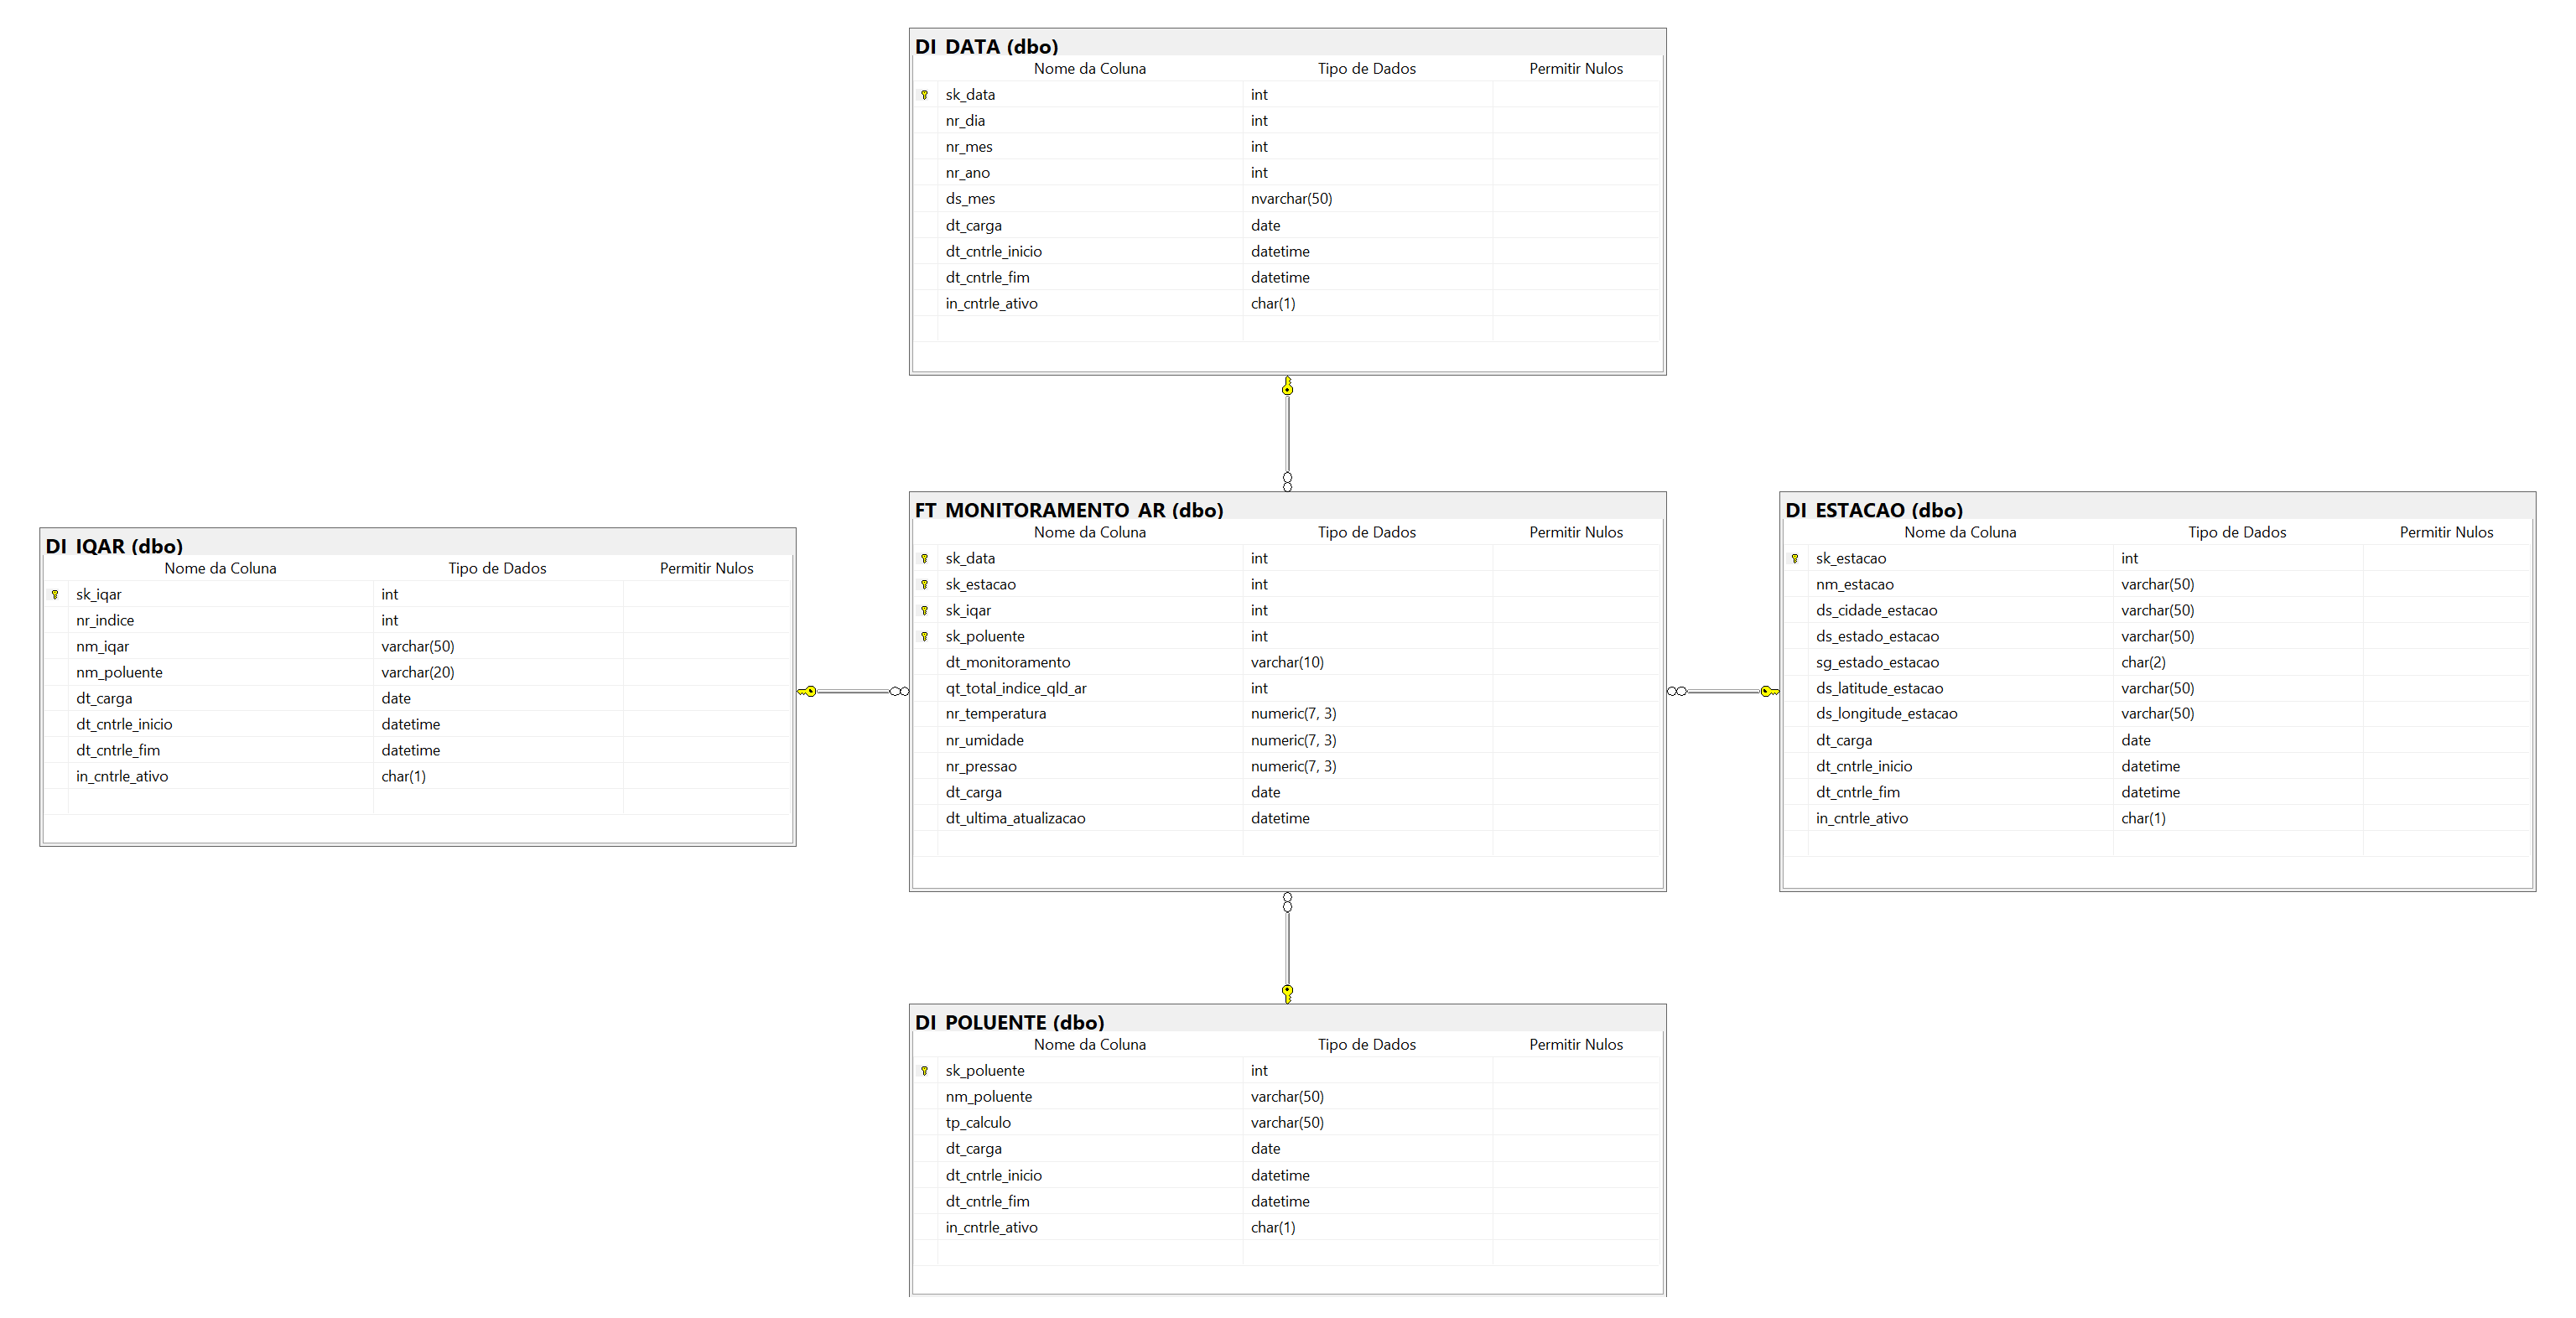 DI_DATA (dbo)
Nome da Coluna Tipo de Dados Permitir Nulos
sk_data int
nr_dia int
nr_mes int
nr_ano int
ds_mes nvarchar(50)
dt_carga date
dt_cntrle_inicio datetime
dt_cntrle_fim datetime
in_cntrle_ativo char(1)
DI_IQAR (dbo)
Nome da Coluna Tipo de Dados Permitir Nulos
sk_iqar int
nr_indice int
nm_iqar varchar(50)
nm_poluente varchar(20)
dt_carga date
dt_cntrle_inicio datetime
dt_cntrle_fim datetime
in_cntrle_ativo char(1)
FT_MONITORAMENTO_AR (dbo)
Nome da Coluna Tipo de Dados Permitir Nulos
sk_data int
sk_estacao int
sk_iqar int
sk_poluente int
dt_monitoramento varchar(10)
qt_total_indice_qld_ar int
nr_temperatura numeric(7, 3)
nr_umidade numeric(7, 3)
nr_pressao numeric(7, 3)
dt_carga date
dt_ultima_atualizacao datetime
DI_ESTACAO (dbo)
Nome da Coluna Tipo de Dados Permitir Nulos
sk_estacao int
nm_estacao varchar(50)
ds_cidade_estacao varchar(50)
ds_estado_estacao varchar(50)
sg_estado_estacao char(2)
ds_latitude_estacao varchar(50)
ds_longitude_estacao varchar(50)
dt_carga date
dt_cntrle_inicio datetime
dt_cntrle_fim datetime
in_cntrle_ativo char(1)
DI_POLUENTE (dbo)
Nome da Coluna Tipo de Dados Permitir Nulos
sk_poluente int
nm_poluente varchar(50)
tp_calculo varchar(50)
dt_carga date
dt_cntrle_inicio datetime
dt_cntrle_fim datetime
in_cntrle_ativo char(1)